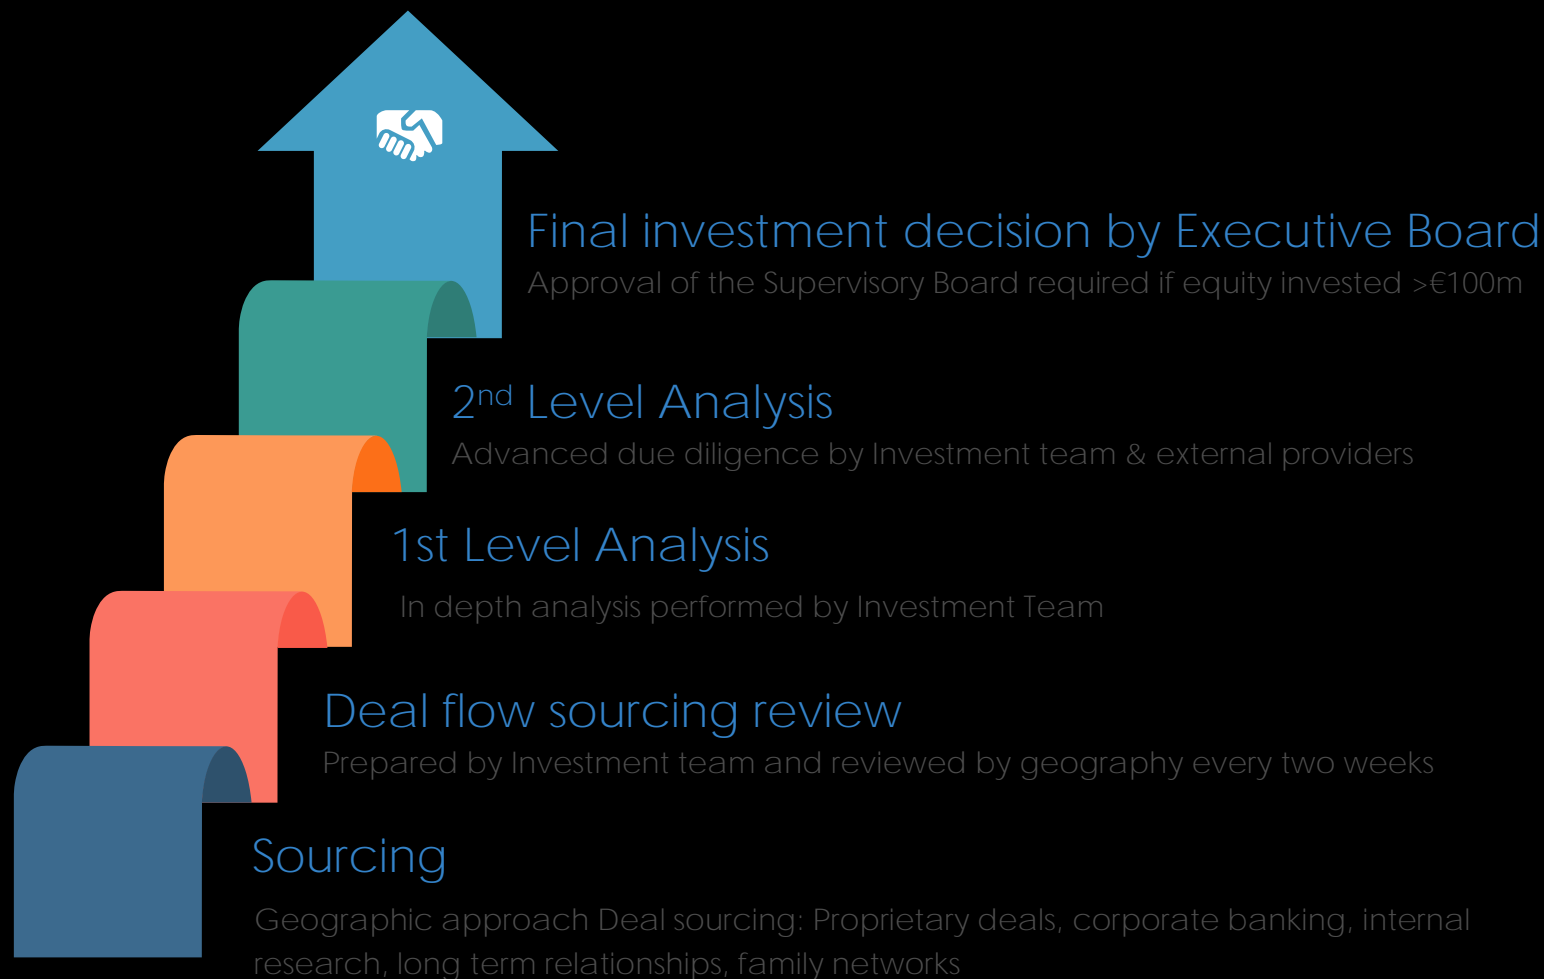 Final investment decision by Executive Board
Approval of the Supervisory Board required if equity invested >€100m
2nd Level Analysis
Advanced due diligence by Investment team & external providers
1st Level Analysis
In depth analysis performed by Investment Team
Deal flow sourcing review
Prepared by Investment team and reviewed by geography every two weeks
Sourcing
Geographic approach Deal sourcing: Proprietary deals, corporate banking, internal
research, long term relationships, family networks